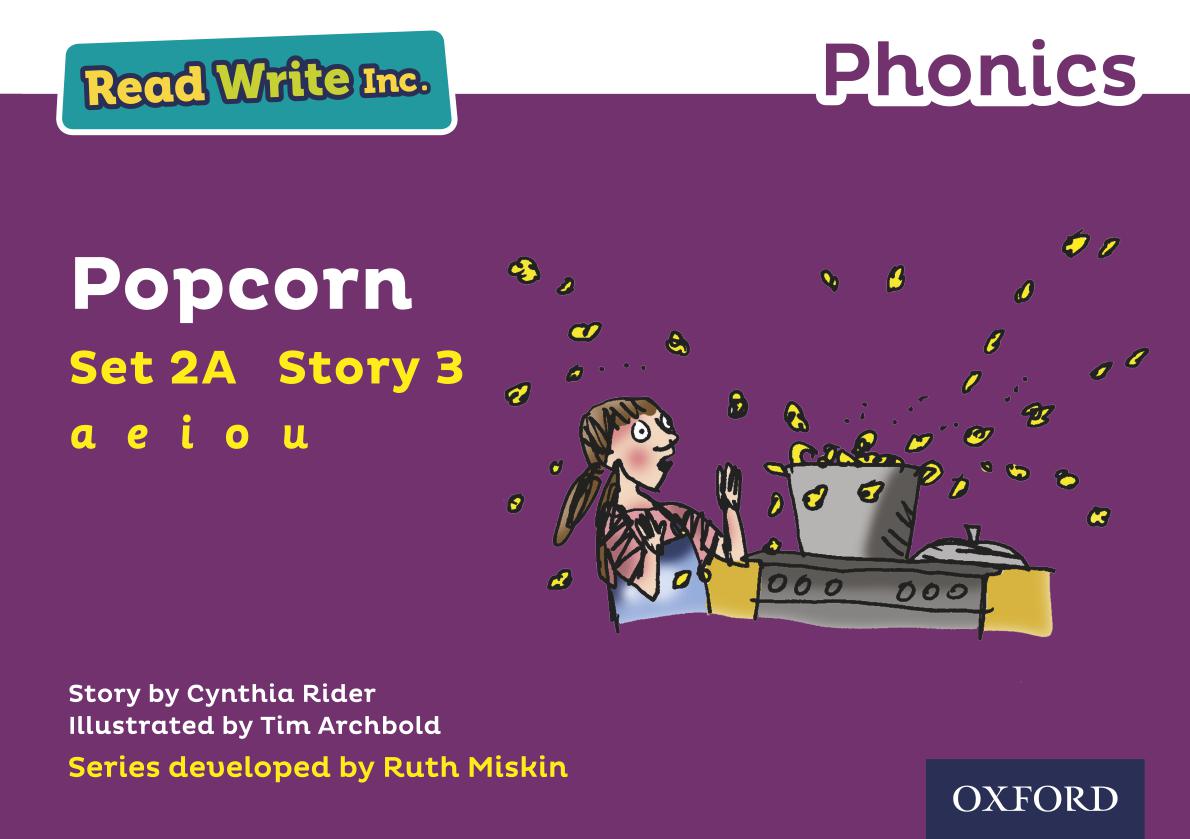 Read Write Inc.
Phonics
Popcorn
Set 2A Story 3
a e i o u
Story by Cynthia Rider
Illustrated by Tim Archbold
Series developed by Ruth Miskin
OXFORD